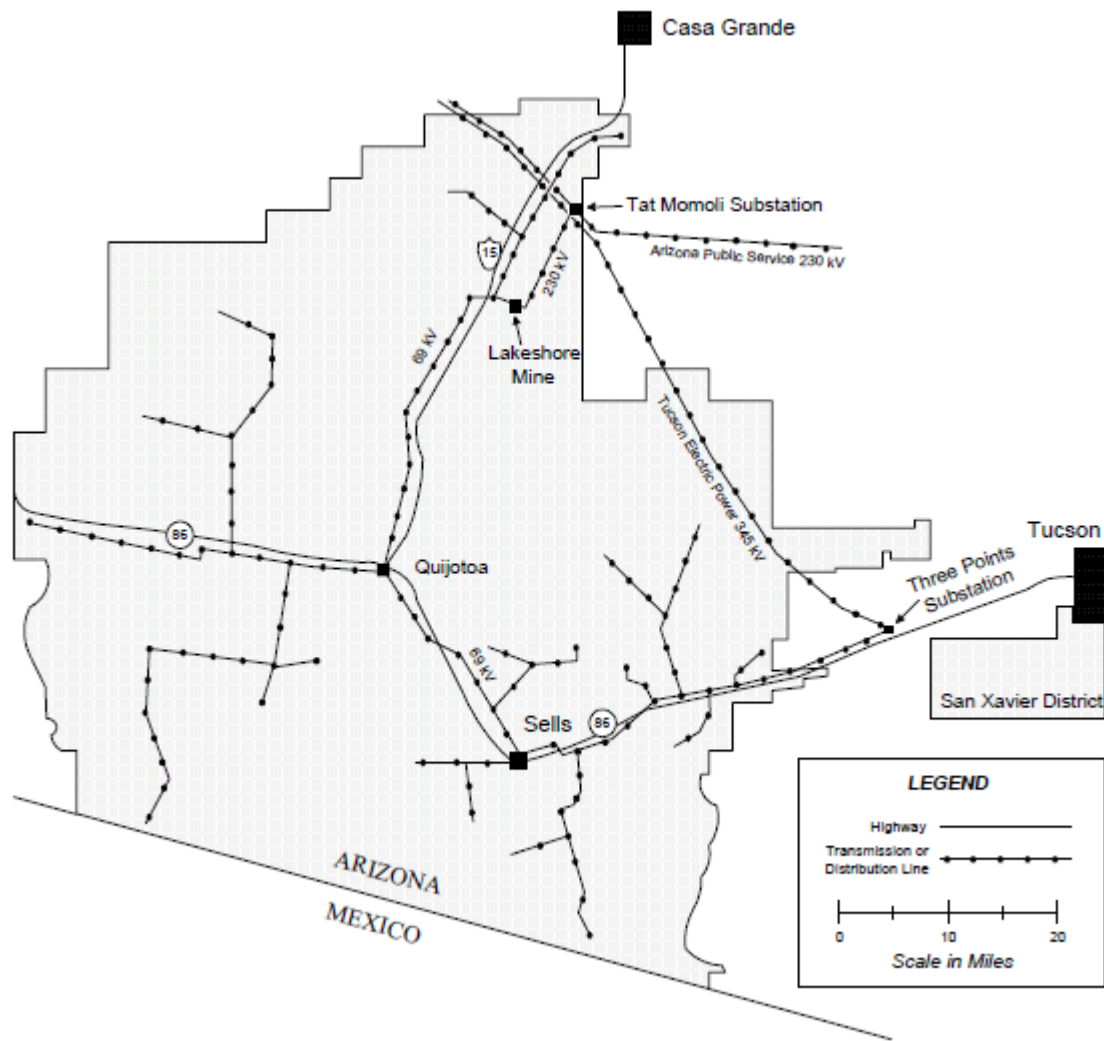 Casa Grande
Tat Momoli Substation
Arizona Public Service 230 kV
15
230 kV
69 kV
Lakeshore
Mine
Tucson Electric Power 345 kV
86
Quijotoa
Tucson
Three Points
Substation
69 kV
San Xavier District
Sells
86
ARIZONA
MEXICO
LEGEND
Highway
Transmission or
Distribution Line
0 10 20
Scale in Miles